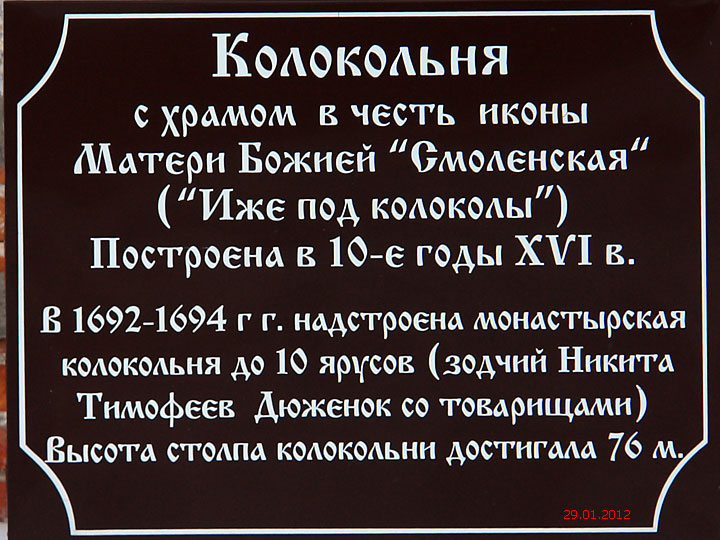 Колокольня
с храмом в честь иконы
Матери Божией “Смоленская“
(“Иже под колоколы”)
Построена в 10-е годы XVI в.
В 1692-1694 г г. надстроена монастырская
колокольня до 10 ярусов (зодчий Никита
Тимофеев Дюженок со товарищами)
Высота столпа колокольни достигала 76 м.
29.01.2012